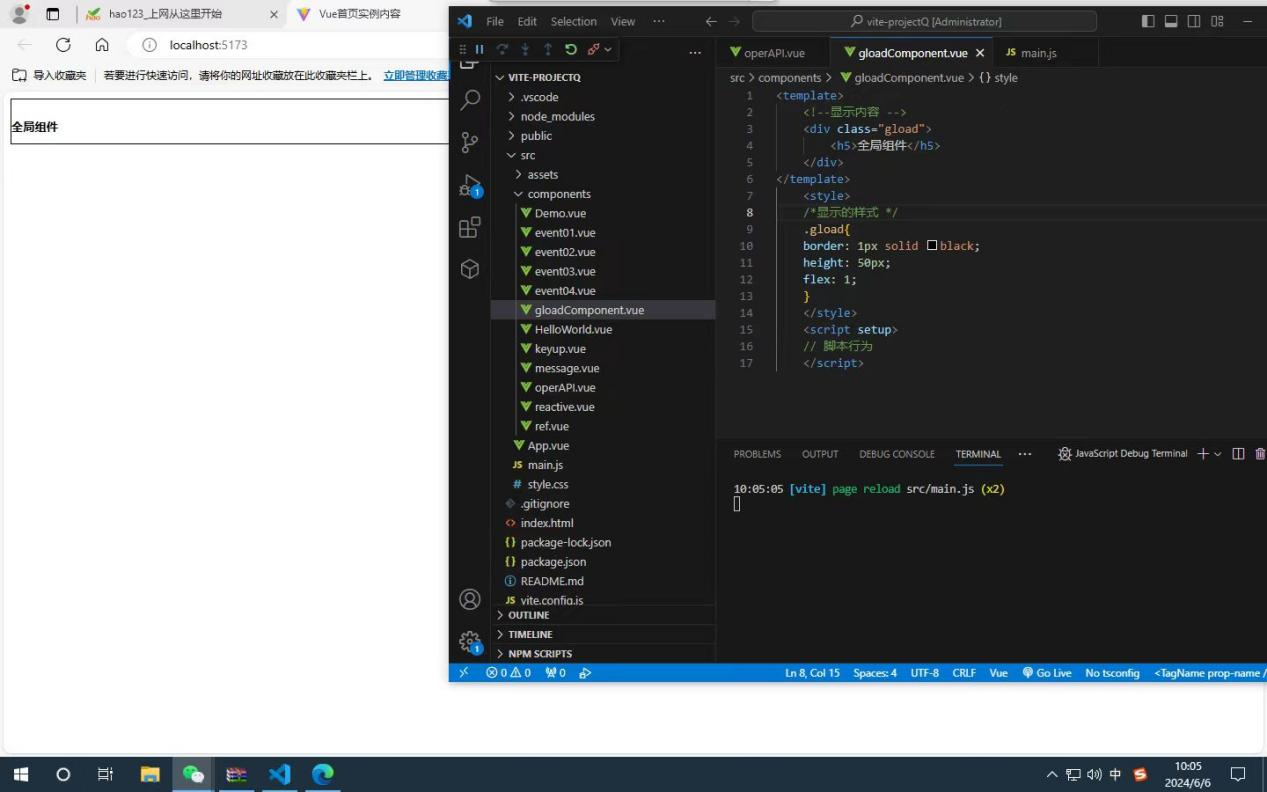 hao123_上网从这里开始
Vue首页实例内容
localhost:5173
导入收藏夹
若要进行快速访问，请将你的网址收藏放在此收藏夹栏上。 立即管理收藏
全局组件
File Edit Selection View ···
vite-projectQ [Administrator]
operAPI.vue
gloadComponent.vue
JS main.js
src > components > gloadComponent.vue > {} style
VITE-PROJECTQ
.vscode
node_modules
public
src
assets
components
Demo.vue
event01.vue
event02.vue
event03.vue
event04.vue
gloadComponent.vue
HelloWorld.vue
keyup.vue
message.vue
operAPI.vue
reactive.vue
ref.vue
App.vue
JS main.js
# style.css
.gitignore
<> index.html
{} package-lock.json
{} package.json
README.md
JS vite.config.js
OUTLINE
TIMELINE
NPM SCRIPTS
1 <template>
2 <!--显示内容 -->
3 <div class="gload">
4 <h5>全局组件</h5>
5 </div>
6 </template>
7 <style>
8 /*显示的样式 */
9 .gload{
10 border: 1px solid black;
11 height: 50px;
12 flex: 1;
13 }
14 </style>
15 <script setup>
16 // 脚本行为
17 </script>
PROBLEMS OUTPUT DEBUG CONSOLE TERMINAL ··· JavaScript Debug Terminal
10:05:05 [vite] page reload src/main.js (x2)
1
1
0 0 0 Ln 8, Col 15 Spaces: 4 UTF-8 CRLF Vue Go Live No tsconfig <TagName prop-name /
中
10:05
2024/6/6